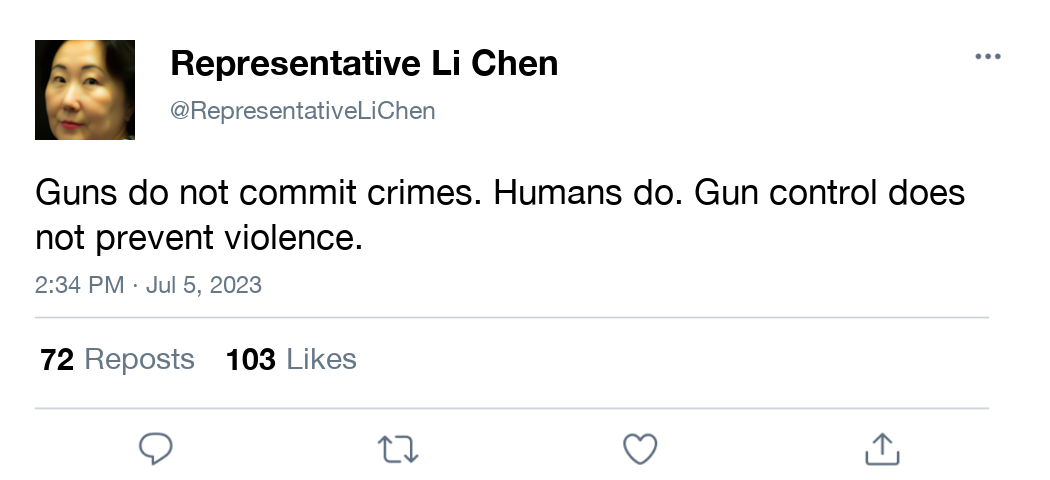 Representative Li Chen
@RepresentativeLiChen
Guns do not commit crimes. Humans do. Gun control does
not prevent violence.
2:34 PM · Jul 5, 2023
72 Reposts 103 Likes